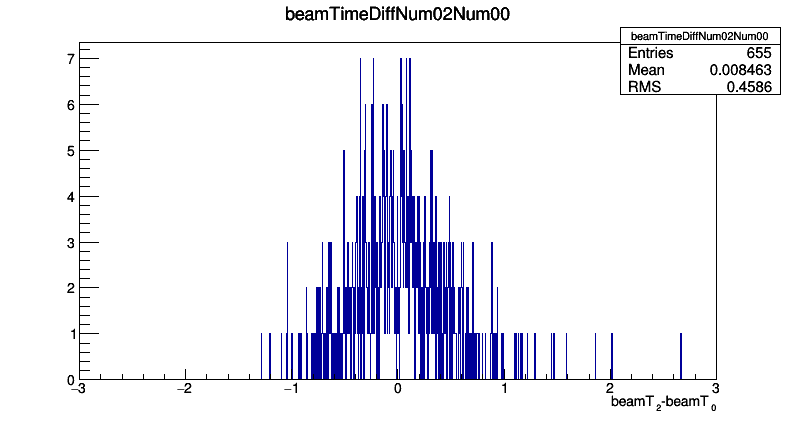 beamTimeDiffNum02Num00
beamTimeDiffNum02Num00
Entries 655
Mean 0.008463
RMS 0.4586
7
6
5
4
3
2
1
0
−3 −2 −1 0 1 2 3
beamT2-beamT0